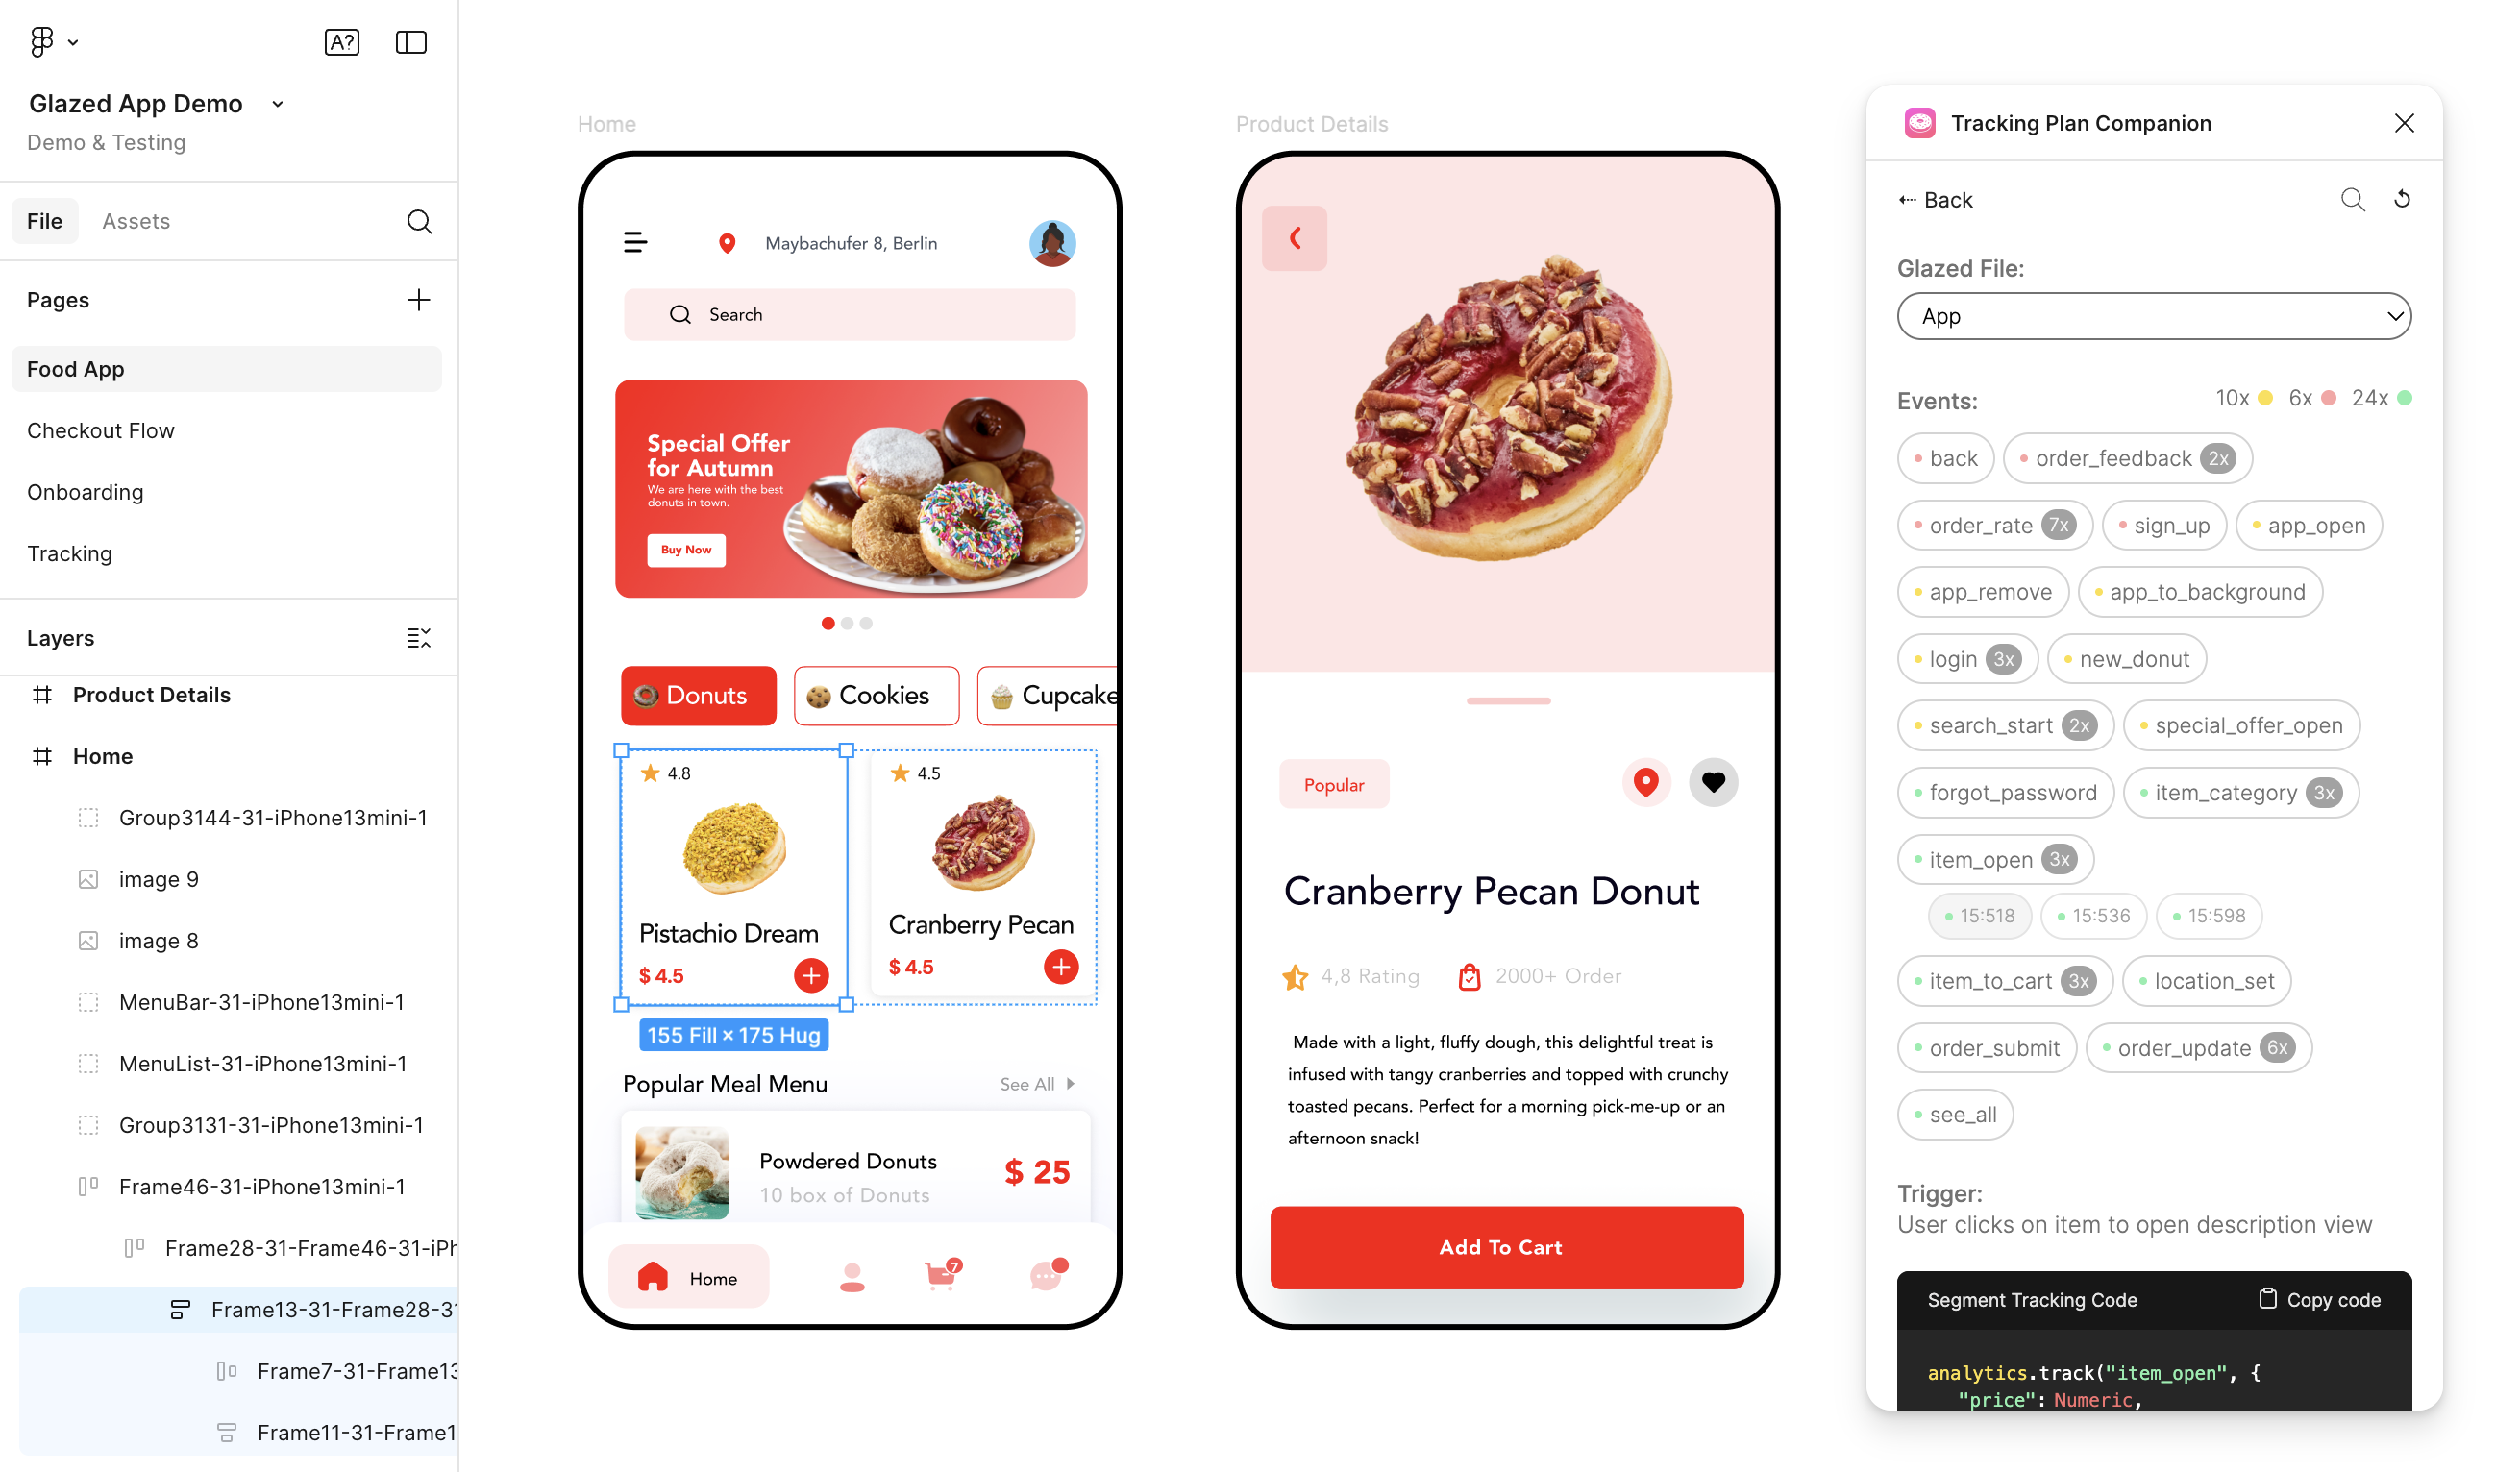 A?
Glazed App Demo
Demo & Testing
File
Assets
Pages
Food App
Checkout Flow
Onboarding
Tracking
Layers
Product Details
Home
Group3144-31-iPhone13mini-1
image 9
image 8
MenuBar-31-iPhone13mini-1
MenuList-31-iPhone13mini-1
Group3131-31-iPhone13mini-1
Frame46-31-iPhone13mini-1
Frame28-31-Frame46-31-iPh
Frame13-31-Frame28-31
Frame7-31-Frame13
Frame11-31-Frame1
Home
Maybachufer 8, Berlin
Search
Special Offer
for Autumn
We are here with the best
donuts in town.
Buy Now
Donuts
Cookies
Cupcake
4.8
Pistachio Dream
$ 4.5
4.5
Cranberry Pecan
$ 4.5
155 Fill × 175 Hug
Popular Meal Menu
See All
Powdered Donuts
10 box of Donuts
$ 25
Home
7
Product Details
Popular
Cranberry Pecan Donut
4,8 Rating
2000+ Order
Made with a light, fluffy dough, this delightful treat is
infused with tangy cranberries and topped with crunchy
toasted pecans. Perfect for a morning pick-me-up or an
afternoon snack!
Add To Cart
Tracking Plan Companion
Back
Glazed File:
App
Events:
10x 6x 24x
back
order_feedback 2x
order_rate 7x
sign_up
app_open
app_remove
app_to_background
login 3x
new_donut
search_start 2x
special_offer_open
forgot_password
item_category 3x
item_open 3x
15:518
15:536
15:598
item_to_cart 3x
location_set
order_submit
order_update 6x
see_all
Trigger:
User clicks on item to open description view
Segment Tracking Code
Copy code
analytics.track("item_open", {
"price": Numeric,